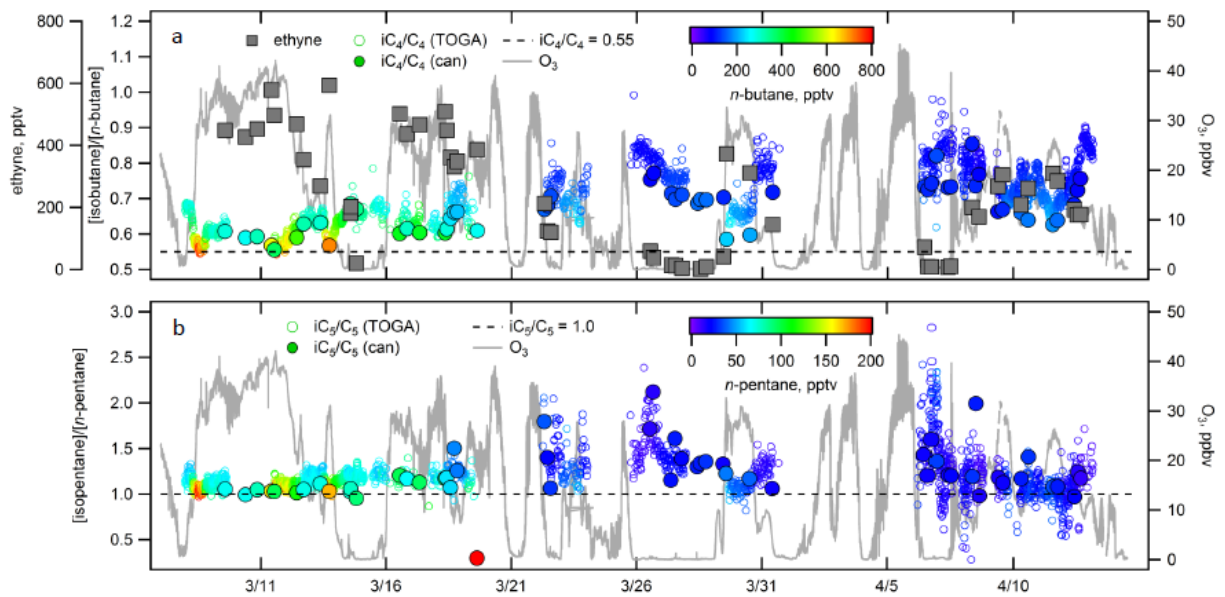 800
600
400
200
0
ethyne, pptv
1.2
1.1
1.0
0.9
0.8
0.7
0.6
0.5
[isobutane]/[n-butane]
a
ethyne
iC4/C4 (TOGA)
iC4/C4 (can)
iC4/C4 = 0.55
O3
0 200 400 600 800
n-butane, pptv
50
40
30
20
10
0
O3, ppbv
3.0
2.5
2.0
1.5
1.0
0.5
[isopentane]/[n-pentane]
b
iC5/C5 (TOGA)
iC5/C5 (can)
iC5/C5 = 1.0
O3
0 50 100 150 200
n-pentane, pptv
50
40
30
20
10
0
O3, ppbv
3/11 3/16 3/21 3/26 3/31 4/5 4/10